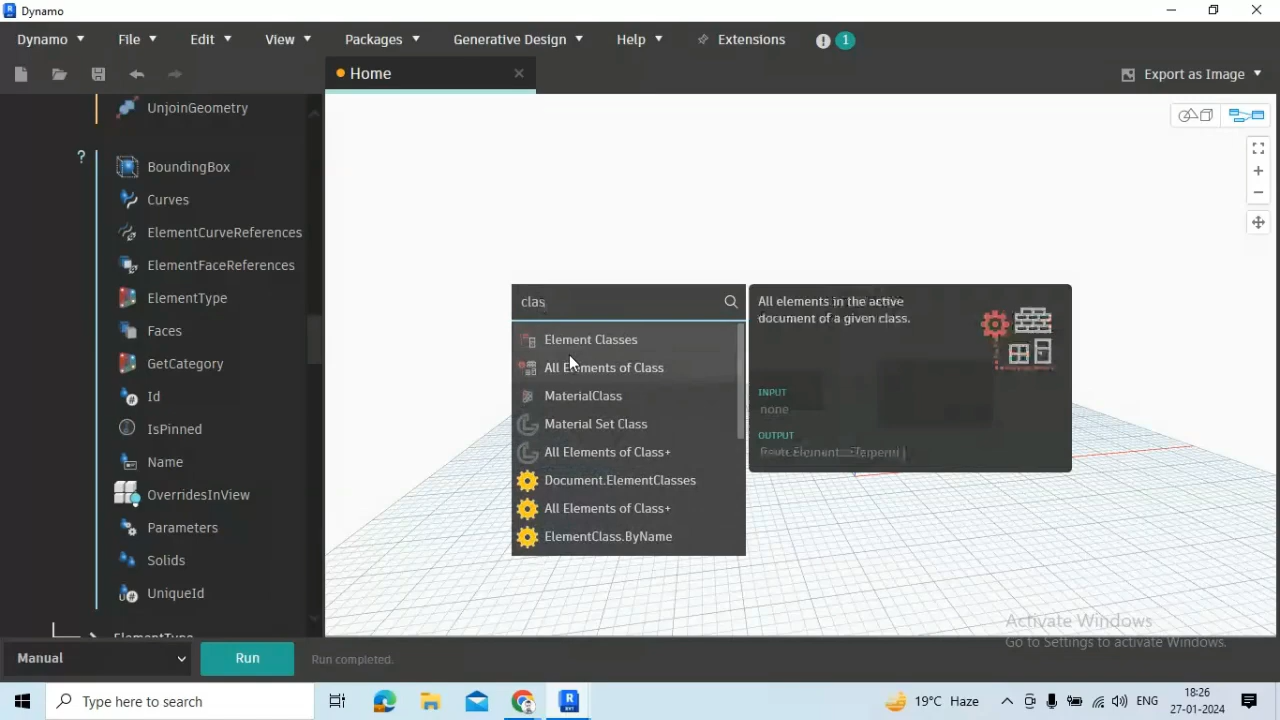 Dynamo
Dynamo File Edit View Packages Generative Design Help Extensions 1
Home
Export as Image
UnjoinGeometry
?
BoundingBox
Curves
ElementCurveReferences
ElementFaceReferences
ElementType
Faces
GetCategory
Id
IsPinned
Name
OverridesInView
Parameters
Solids
UniqueId
ElementType
clas
Element Classes
All Elements of Class
MaterialClass
Material Set Class
All Elements of Class+
Document.ElementClasses
All Elements of Class+
ElementClass.ByName
All elements in the active
document of a given class.
INPUT
none
OUTPUT
Activate Windows
Go to Settings to activate Windows.
Manual
Run
Run completed.
Type here to search
19°C Haze
ENG
18:26
27-01-2024